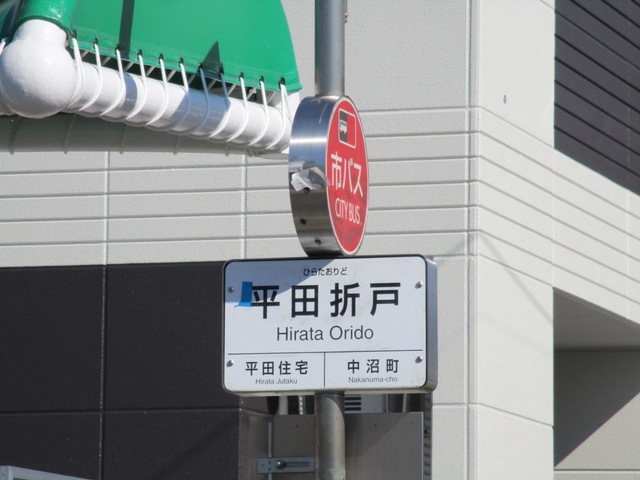 市バス
CITY BUS
ひらたおりど
平田折戸
Hirata Orido
平田住宅
Hirata Jutaku
中沼町
Nakanuma-cho